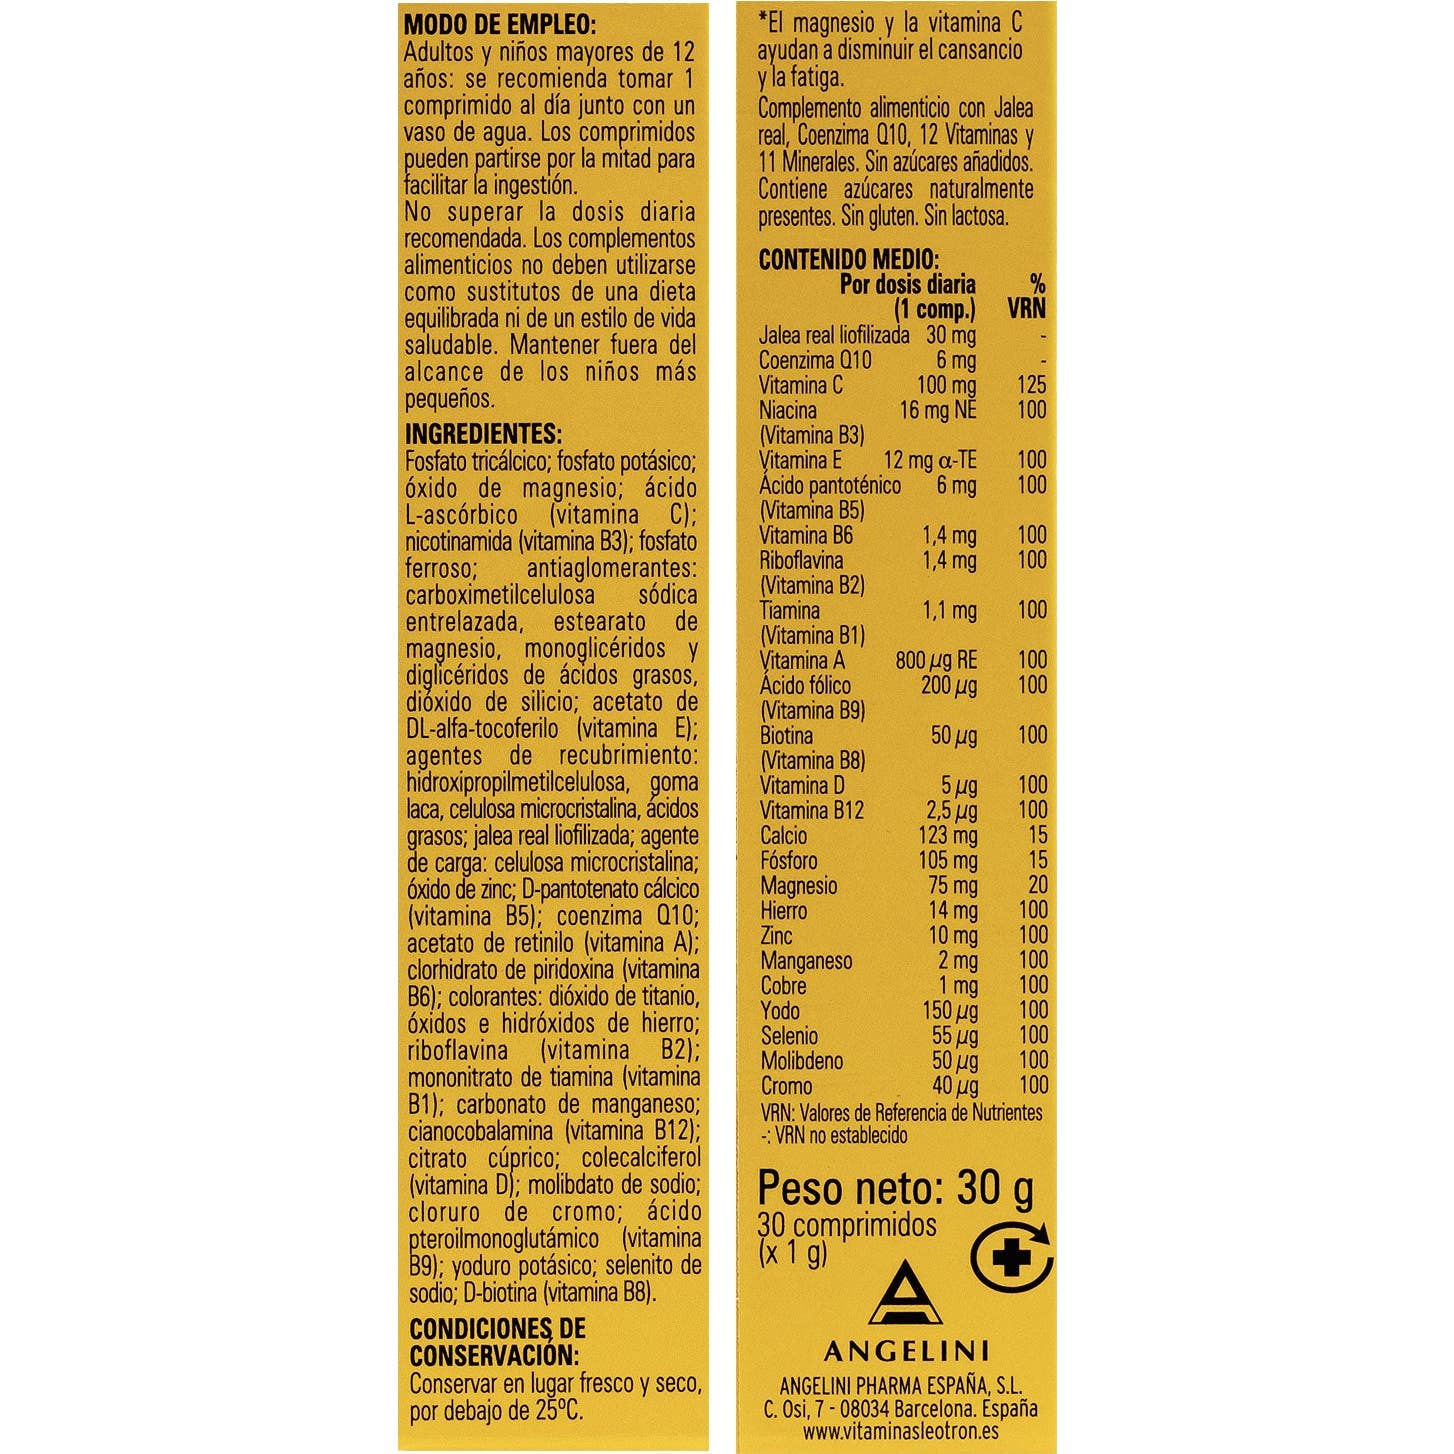 MODO DE EMPLEO:
Adultos y niños mayores de 12
años: se recomienda tomar 1
comprimido al día junto con un
vaso de agua. Los comprimidos
pueden partirse por la mitad para
facilitar la ingestión.
No superar la dosis diaria
recomendada. Los complementos
alimenticios no deben utilizarse
como sustitutos de una dieta
equilibrada ni de un estilo de vida
saludable. Mantener fuera del
alcance de los niños más
pequeños.
INGREDIENTES:
Fosfato tricálcico; fosfato potásico;
óxido de magnesio; ácido
L-ascórbico (vitamina C);
nicotinamida (vitamina B3); fosfato
ferroso; antiaglomerantes:
carboximetilcelulosa sódica
entrelazada, estearato de
magnesio, monoglicéridos y
diglicéridos de ácidos grasos,
dióxido de silicio; acetato de
DL-alfa-tocoferilo (vitamina E);
agentes de recubrimiento:
hidroxipropilmetilcelulosa, goma
laca, celulosa microcristalina, ácidos
grasos; jalea real liofilizada; agente
de carga: celulosa microcristalina;
óxido de zinc; D-pantotenato cálcico
(vitamina B5); coenzima Q10;
acetato de retinilo (vitamina A);
clorhidrato de piridoxina (vitamina
B6); colorantes: dióxido de titanio,
óxidos e hidróxidos de hierro;
riboflavina (vitamina B2);
mononitrato de tiamina (vitamina
B1); carbonato de manganeso;
cianocobalamina (vitamina B12);
citrato cúprico; colecalciferol
(vitamina D); molibdato de sodio;
cloruro de cromo; ácido
pteroilmonoglutámico (vitamina
B9); yoduro potásico; selenito de
sodio; D-biotina (vitamina B8).
CONDICIONES DE
CONSERVACIÓN:
Conservar en lugar fresco y seco,
por debajo de 25ºC.
*El magnesio y la vitamina C
ayudan a disminuir el cansancio
y la fatiga.
Complemento alimenticio con Jalea
real, Coenzima Q10, 12 Vitaminas y
11 Minerales. Sin azúcares añadidos.
Contiene azúcares naturalmente
presentes. Sin gluten. Sin lactosa.
CONTENIDO MEDIO:
Por dosis diaria %
(1 comp.) VRN
Jalea real liofilizada 30 mg -
Coenzima Q10 6 mg -
Vitamina C 100 mg 125
Niacina 16 mg NE 100
(Vitamina B3)
Vitamina E 12 mg α-TE 100
Ácido pantoténico 6 mg 100
(Vitamina B5)
Vitamina B6 1,4 mg 100
Riboflavina 1,4 mg 100
(Vitamina B2)
Tiamina 1,1 mg 100
(Vitamina B1)
Vitamina A 800 µg RE 100
Ácido fólico 200 µg 100
(Vitamina B9)
Biotina 50 µg 100
(Vitamina B8)
Vitamina D 5 µg 100
Vitamina B12 2,5 µg 100
Calcio 123 mg 15
Fósforo 105 mg 15
Magnesio 75 mg 20
Hierro 14 mg 100
Zinc 10 mg 100
Manganeso 2 mg 100
Cobre 1 mg 100
Yodo 150 µg 100
Selenio 55 µg 100
Molibdeno 50 µg 100
Cromo 40 µg 100
VRN: Valores de Referencia de Nutrientes
-: VRN no establecido
Peso neto: 30 g
30 comprimidos
(x 1 g)
ANGELINI
ANGELINI PHARMA ESPAÑA, S.L.
C. Osi, 7 - 08034 Barcelona. España
www.vitaminasleotron.es